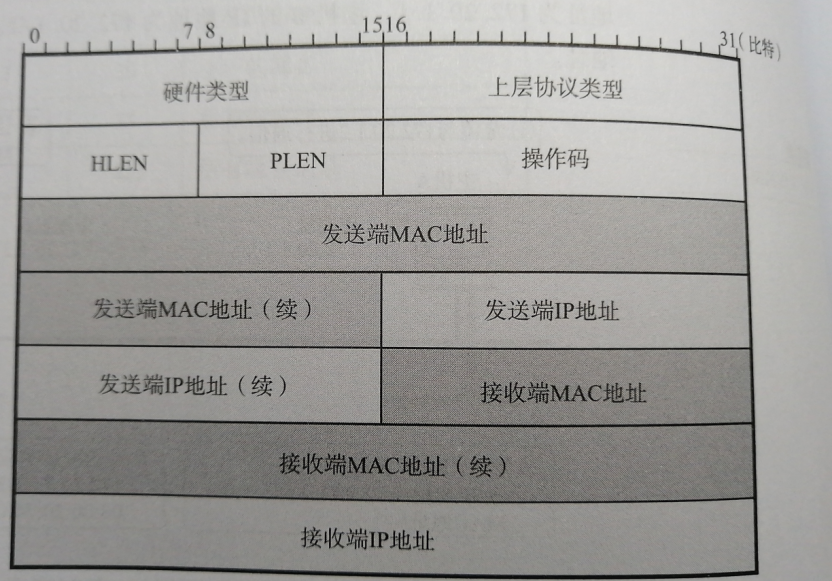 0 7 8 1516 31(比特)
硬件类型 上层协议类型
HLEN PLEN 操作码
发送端MAC地址
发送端MAC地址(续) 发送端IP地址
发送端IP地址(续) 接收端MAC地址
接收端MAC地址(续)
接收端IP地址